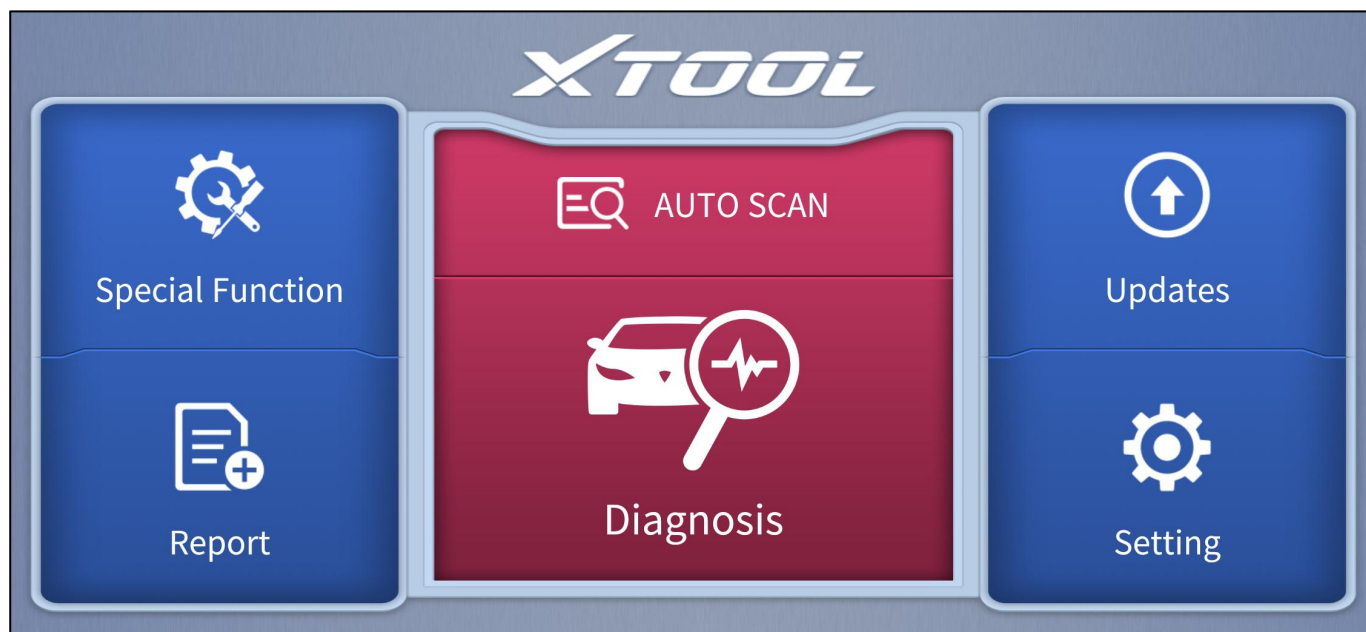 XTOOL
Special Function
Report
AUTO SCAN
Diagnosis
Updates
Setting